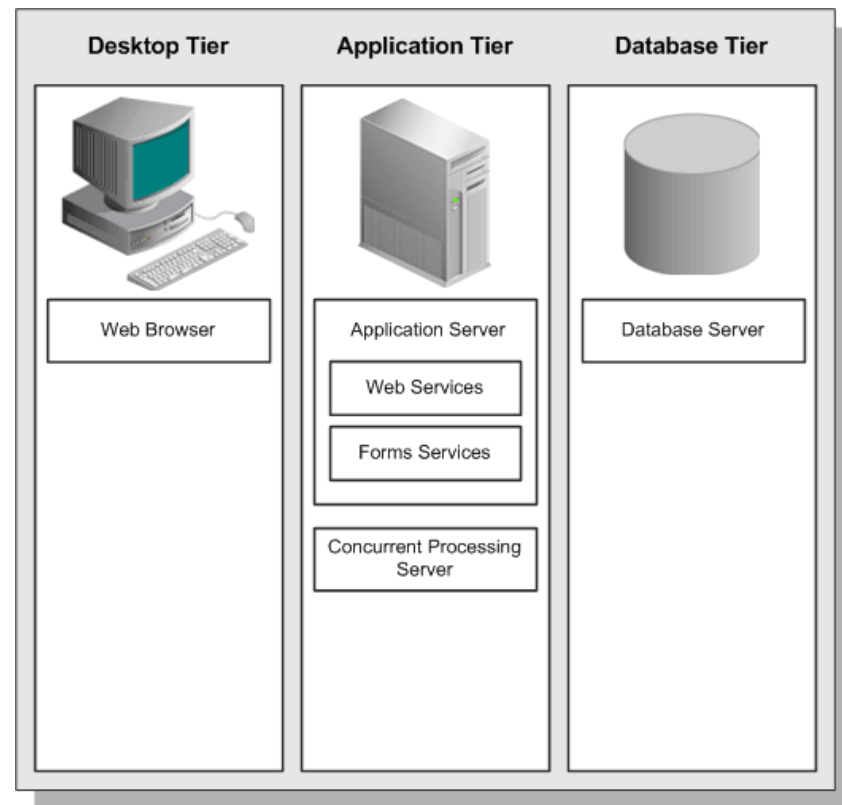 Desktop Tier
Application Tier
Database Tier
Web Browser
Application Server
Web Services
Forms Services
Concurrent Processing
Server
Database Server